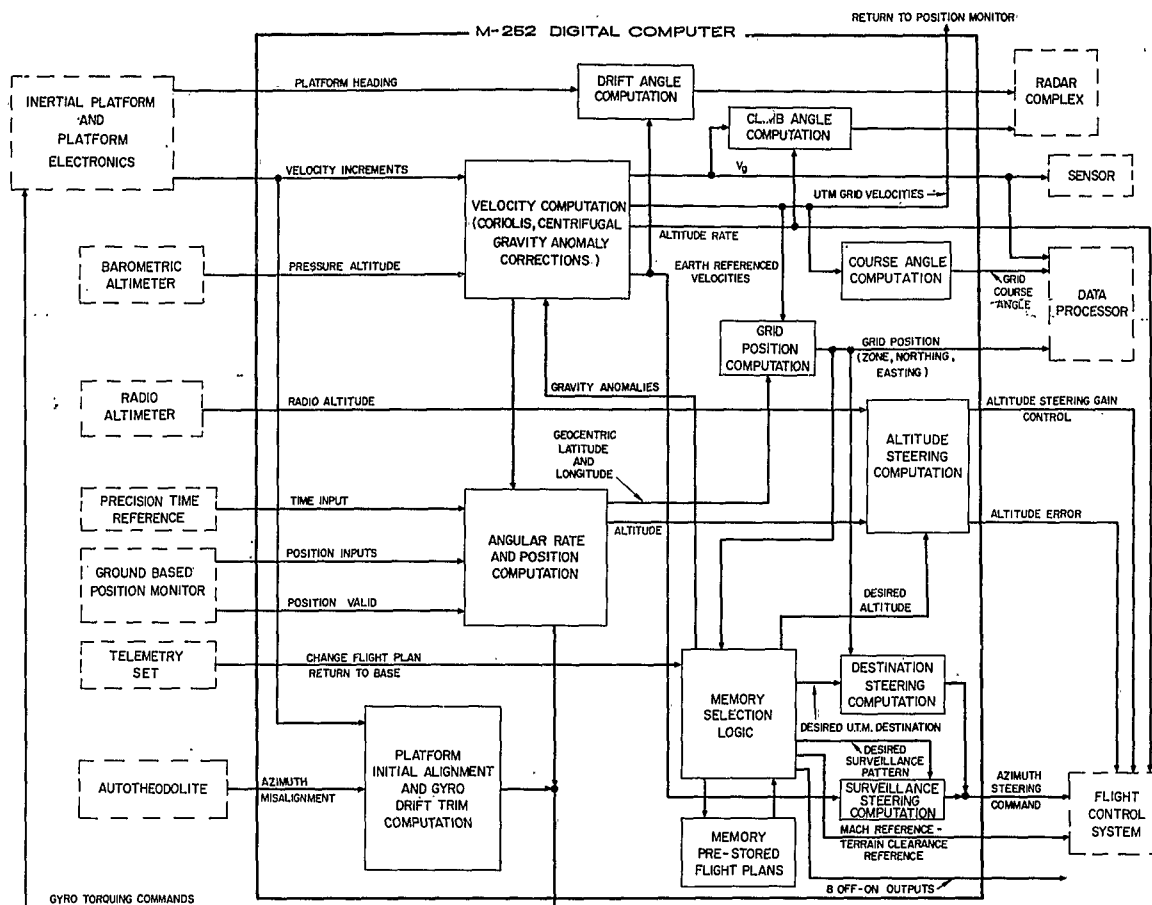 RETURN TO POSITION MONITOR
M-252 DIGITAL COMPUTER
PLATFORM HEADING
DRIFT ANGLE
COMPUTATION
RADAR
COMPLEX
INERTIAL PLATFORM
AND
PLATFORM
ELECTRONICS
COMPUTATION
ANGLE
VELOCITY INCREMENTS
Vg
SENSOR
UTM GRID VELOCITIES
VELOCITY COMPUTATION
(CORIOLIS, CENTRIFUGAL
GRAVITY ANOMALY
CORRECTIONS.)
ALTITUDE RATE
BAROMETRIC
ALTIMETER
PRESSURE ALTITUDE
EARTH REFERENCED
VELOCITIES
COURSE ANGLE
COMPUTATION
GRID
COURSE
ANGLE
DATA
PROCESSOR
GRID
POSITION
COMPUTATION
GRID POSITION
(ZONE, NORTHING,
EASTING)
GRAVITY ANOMALIES
RADIO
ALTIMETER
RADIO ALTITUDE
ALTITUDE
STEERING
COMPUTATION
ALTITUDE STEERING GAIN
CONTROL
GEOCENTRIC
LATITUDE
AND
LONGITUDE
PRECISION TIME
REFERENCE
TIME INPUT
ANGULAR RATE
AND POSITION
COMPUTATION
ALTITUDE
ALTITUDE ERROR
GROUND BASED
POSITION MONITOR
POSITION INPUTS
POSITION VALID
DESIRED
ALTITUDE
TELEMETRY
SET
CHANGE FLIGHT PLAN
RETURN TO BASE
MEMORY
SELECTION
LOGIC
DESTINATION
STEERING
COMPUTATION
DESIRED U.T.M. DESTINATION
DESIRED
SURVEILLANCE
PATTERN
PLATFORM
INITIAL ALIGNMENT
AND GYRO
DRIFT TRIM
COMPUTATION
AUTOTHEODOLITE
AZIMUTH
MISALIGNMENT
SURVEILLANCE
STEERING
COMPUTATION
AZIMUTH
STEERING
COMMAND
FLIGHT
CONTROL
SYSTEM
MEMORY
PRE-STORED
FLIGHT PLANS
MACH REFERENCE -
TERRAIN CLEARANCE
REFERENCE
8 OFF-ON OUTPUTS
GYRO TORQUING COMMANDS